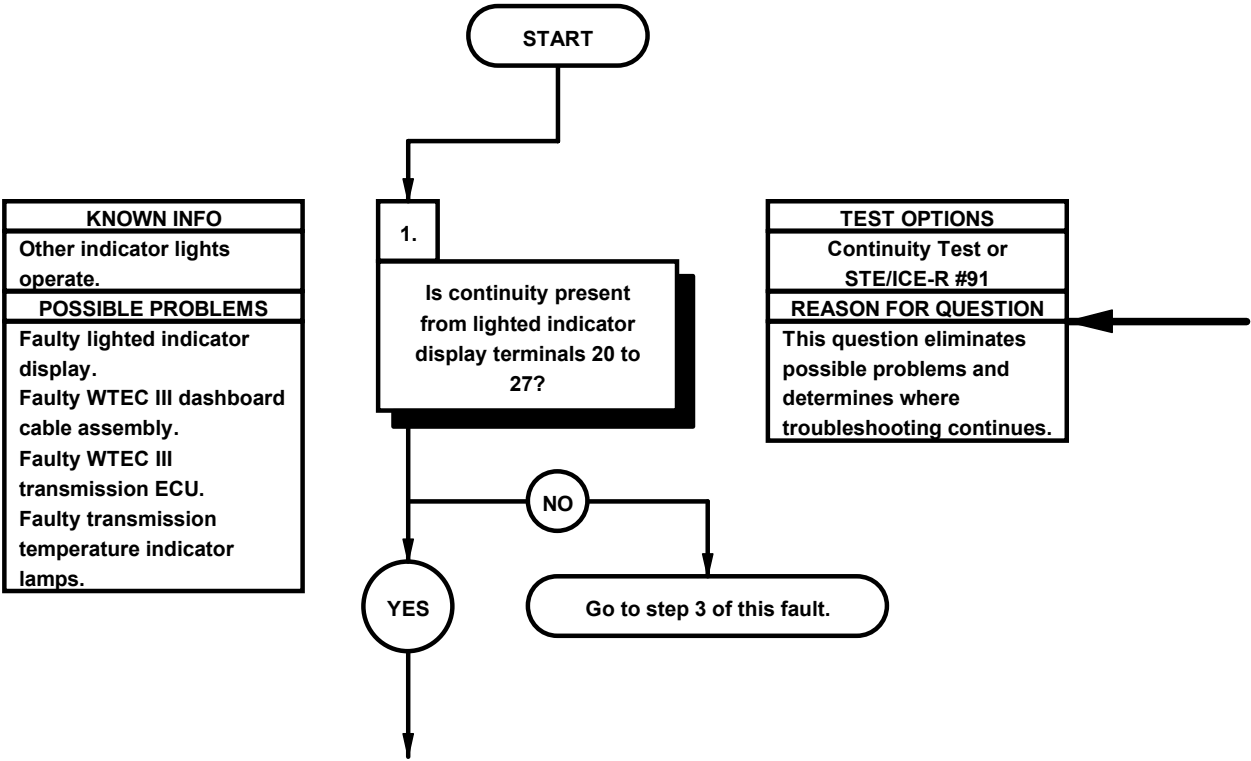 START
KNOWN INFO
Other indicator lights
operate.
POSSIBLE PROBLEMS
Faulty lighted indicator
display.
Faulty WTEC III dashboard
cable assembly.
Faulty WTEC III
transmission ECU.
Faulty transmission
temperature indicator
lamps.
1.
Is continuity present
from lighted indicator
display terminals 20 to
27?
TEST OPTIONS
Continuity Test or
STE/ICE-R #91
REASON FOR QUESTION
This question eliminates
possible problems and
determines where
troubleshooting continues.
NO
YES
Go to step 3 of this fault.